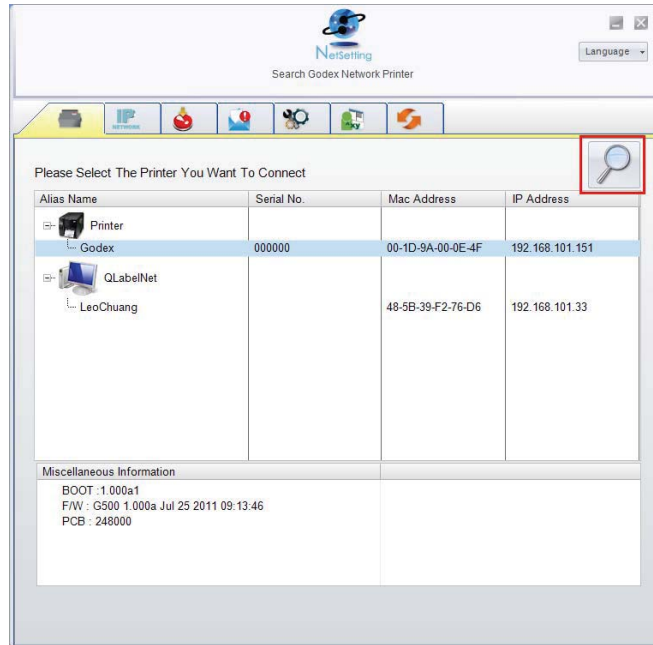 NetSetting
Language
Search Godex Network Printer
IP
NETWORK
Please Select The Printer You Want To Connect
Alias Name Serial No. Mac Address IP Address
Printer
Godex 000000 00-1D-9A-00-0E-4F 192.168.101.151
QLabelNet
LeoChuang 48-5B-39-F2-76-D6 192.168.101.33
Miscellaneous Information
BOOT :1.000a1
F/W : G500 1.000a Jul 25 2011 09:13:46
PCB : 248000